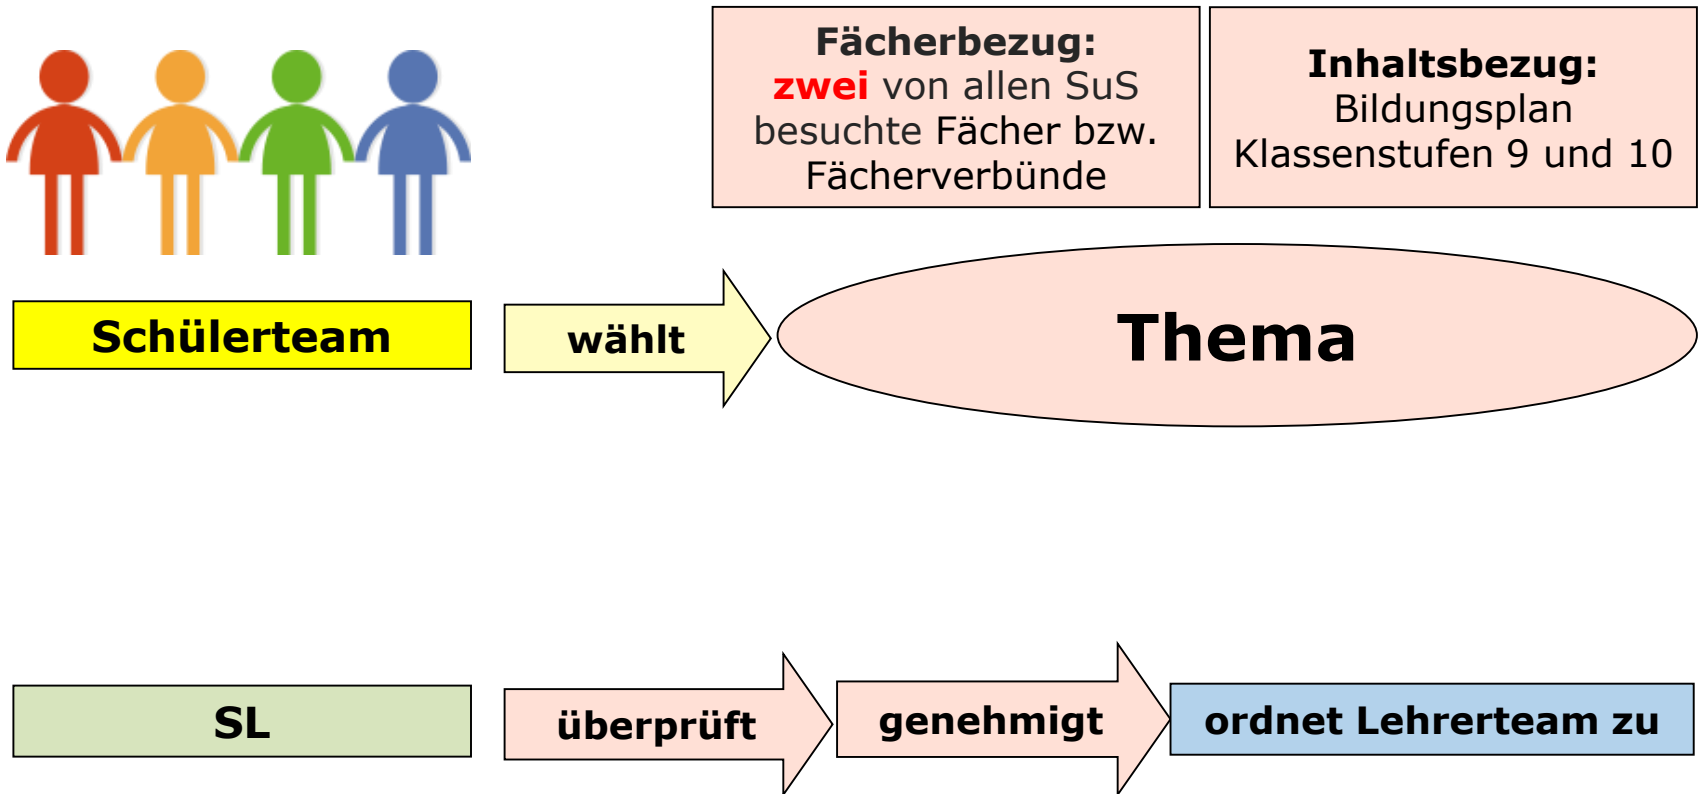 Fächerbezug:
zwei von allen SuS
besuchte Fächer bzw.
Fächerverbünde
Inhaltsbezug:
Bildungsplan
Klassenstufen 9 und 10
Schülerteam
wählt
Thema
SL
überprüft
genehmigt
ordnet Lehrerteam zu